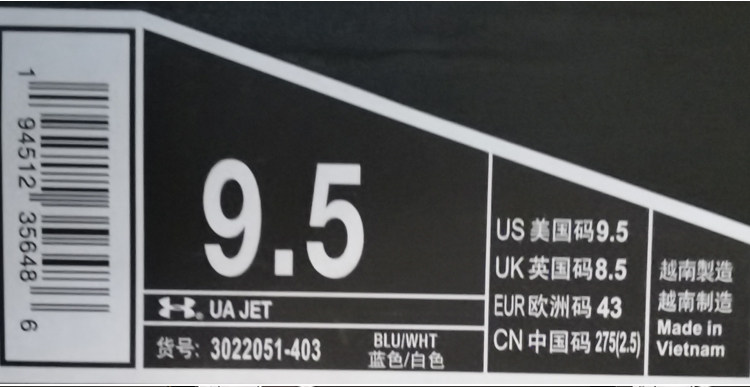 1 94512 35648 6
9.5
UA JET
货号: 3022051-403
BLU/WHT
蓝色/白色
US 美国码 9.5
UK 英国码 8.5
EUR 欧洲码 43
CN 中国码 275(2.5)
越南製造
越南制造
Made in
Vietnam